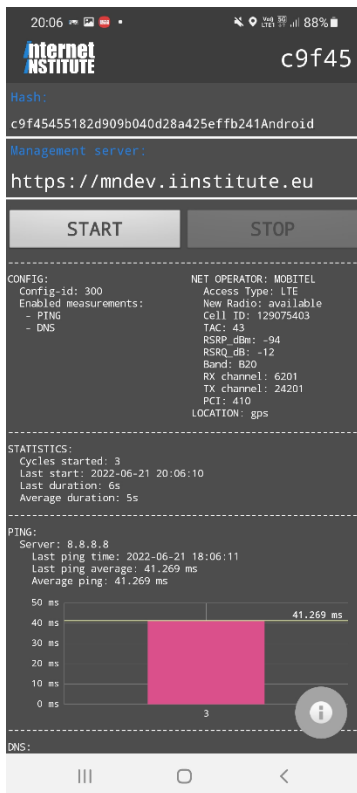 20:06 88%
Internet
INSTITUTE
c9f45
Hash:
c9f45455182d909b040d28a425effb241Android
Management server:
https://mndev.iinstitute.eu
START STOP
CONFIG:
Config-id: 300
Enabled measurements:
- PING
- DNS
NET OPERATOR: MOBITEL
Access Type: LTE
New Radio: available
Cell ID: 129075403
TAC: 43
RSRP_dBm: -94
RSRQ_dB: -12
Band: B20
RX channel: 6201
TX channel: 24201
PCI: 410
LOCATION: gps
STATISTICS:
Cycles started: 3
Last start: 2022-06-21 20:06:10
Last duration: 6s
Average duration: 5s
PING:
Server: 8.8.8.8
Last ping time: 2022-06-21 18:06:11
Last ping average: 41.269 ms
Average ping: 41.269 ms
50 ms
41.269 ms
40 ms
30 ms
20 ms
10 ms
0 ms
3
DNS: